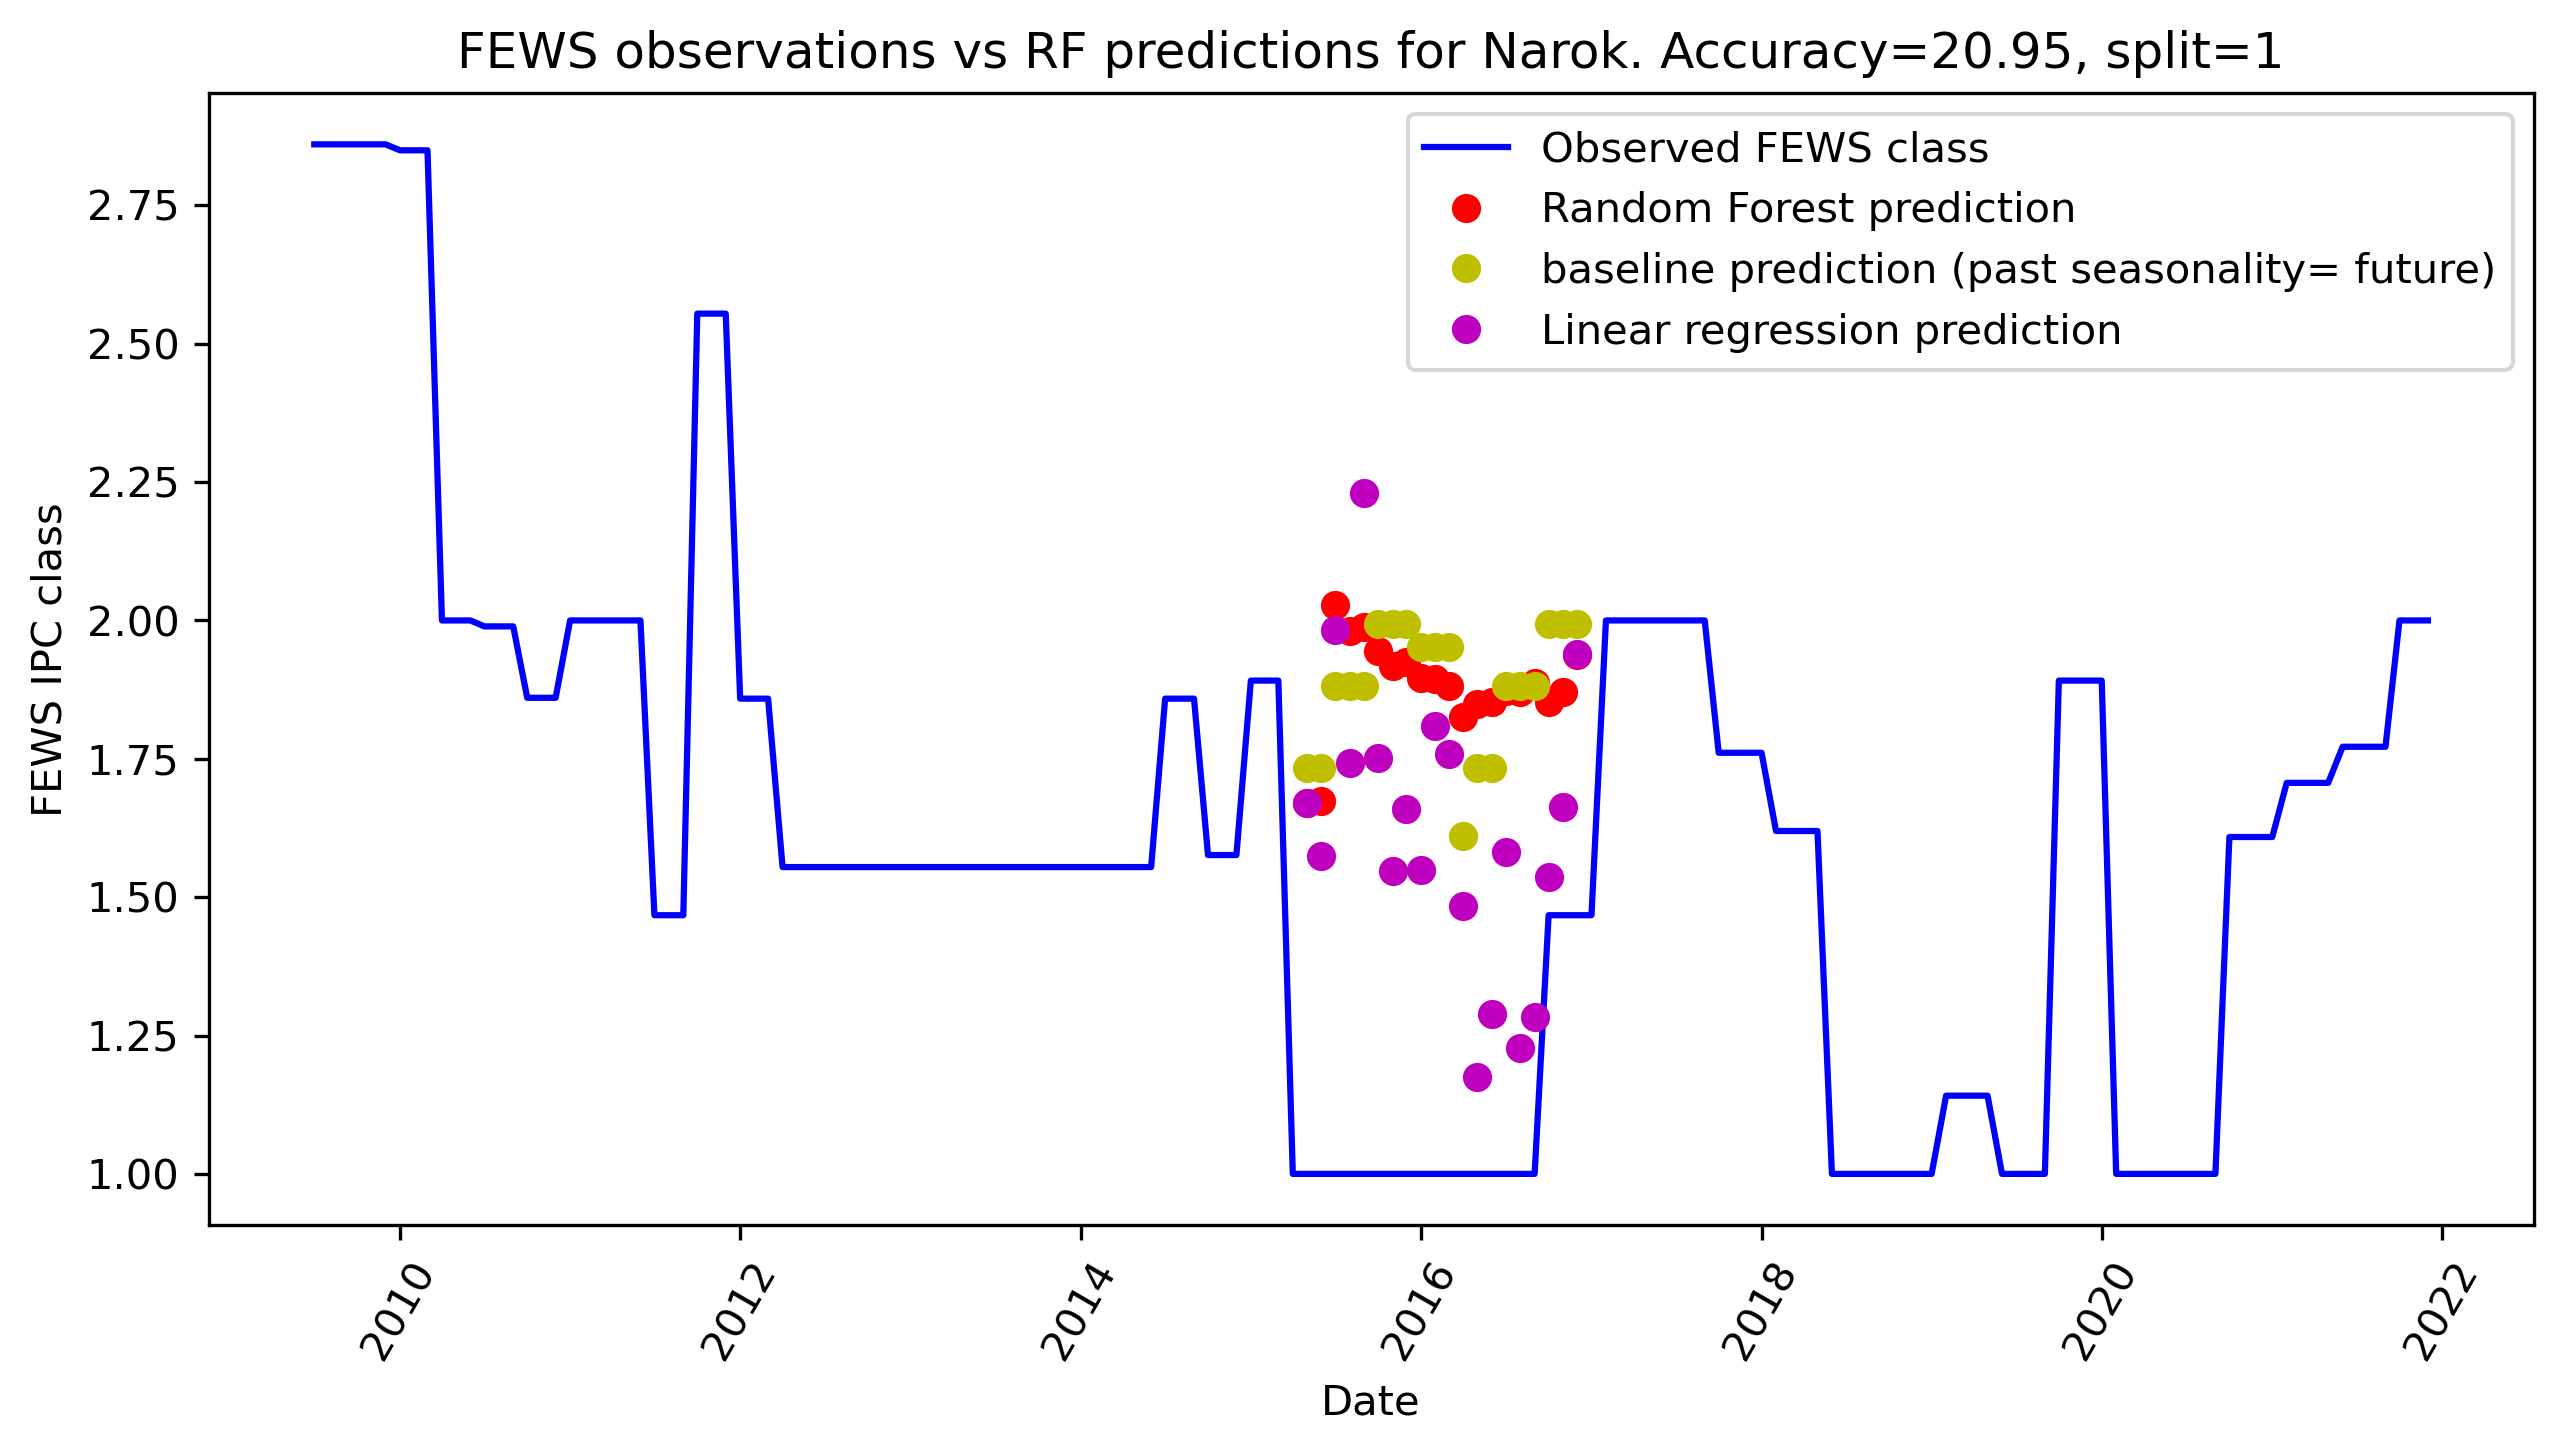 FEWS observations vs RF predictions for Narok. Accuracy=20.95, split=1
Observed FEWS class
Random Forest prediction
baseline prediction (past seasonality= future)
Linear regression prediction
FEWS IPC class
2.75
2.50
2.25
2.00
1.75
1.50
1.25
1.00
2010
2012
2014
2016
2018
2020
2022
Date